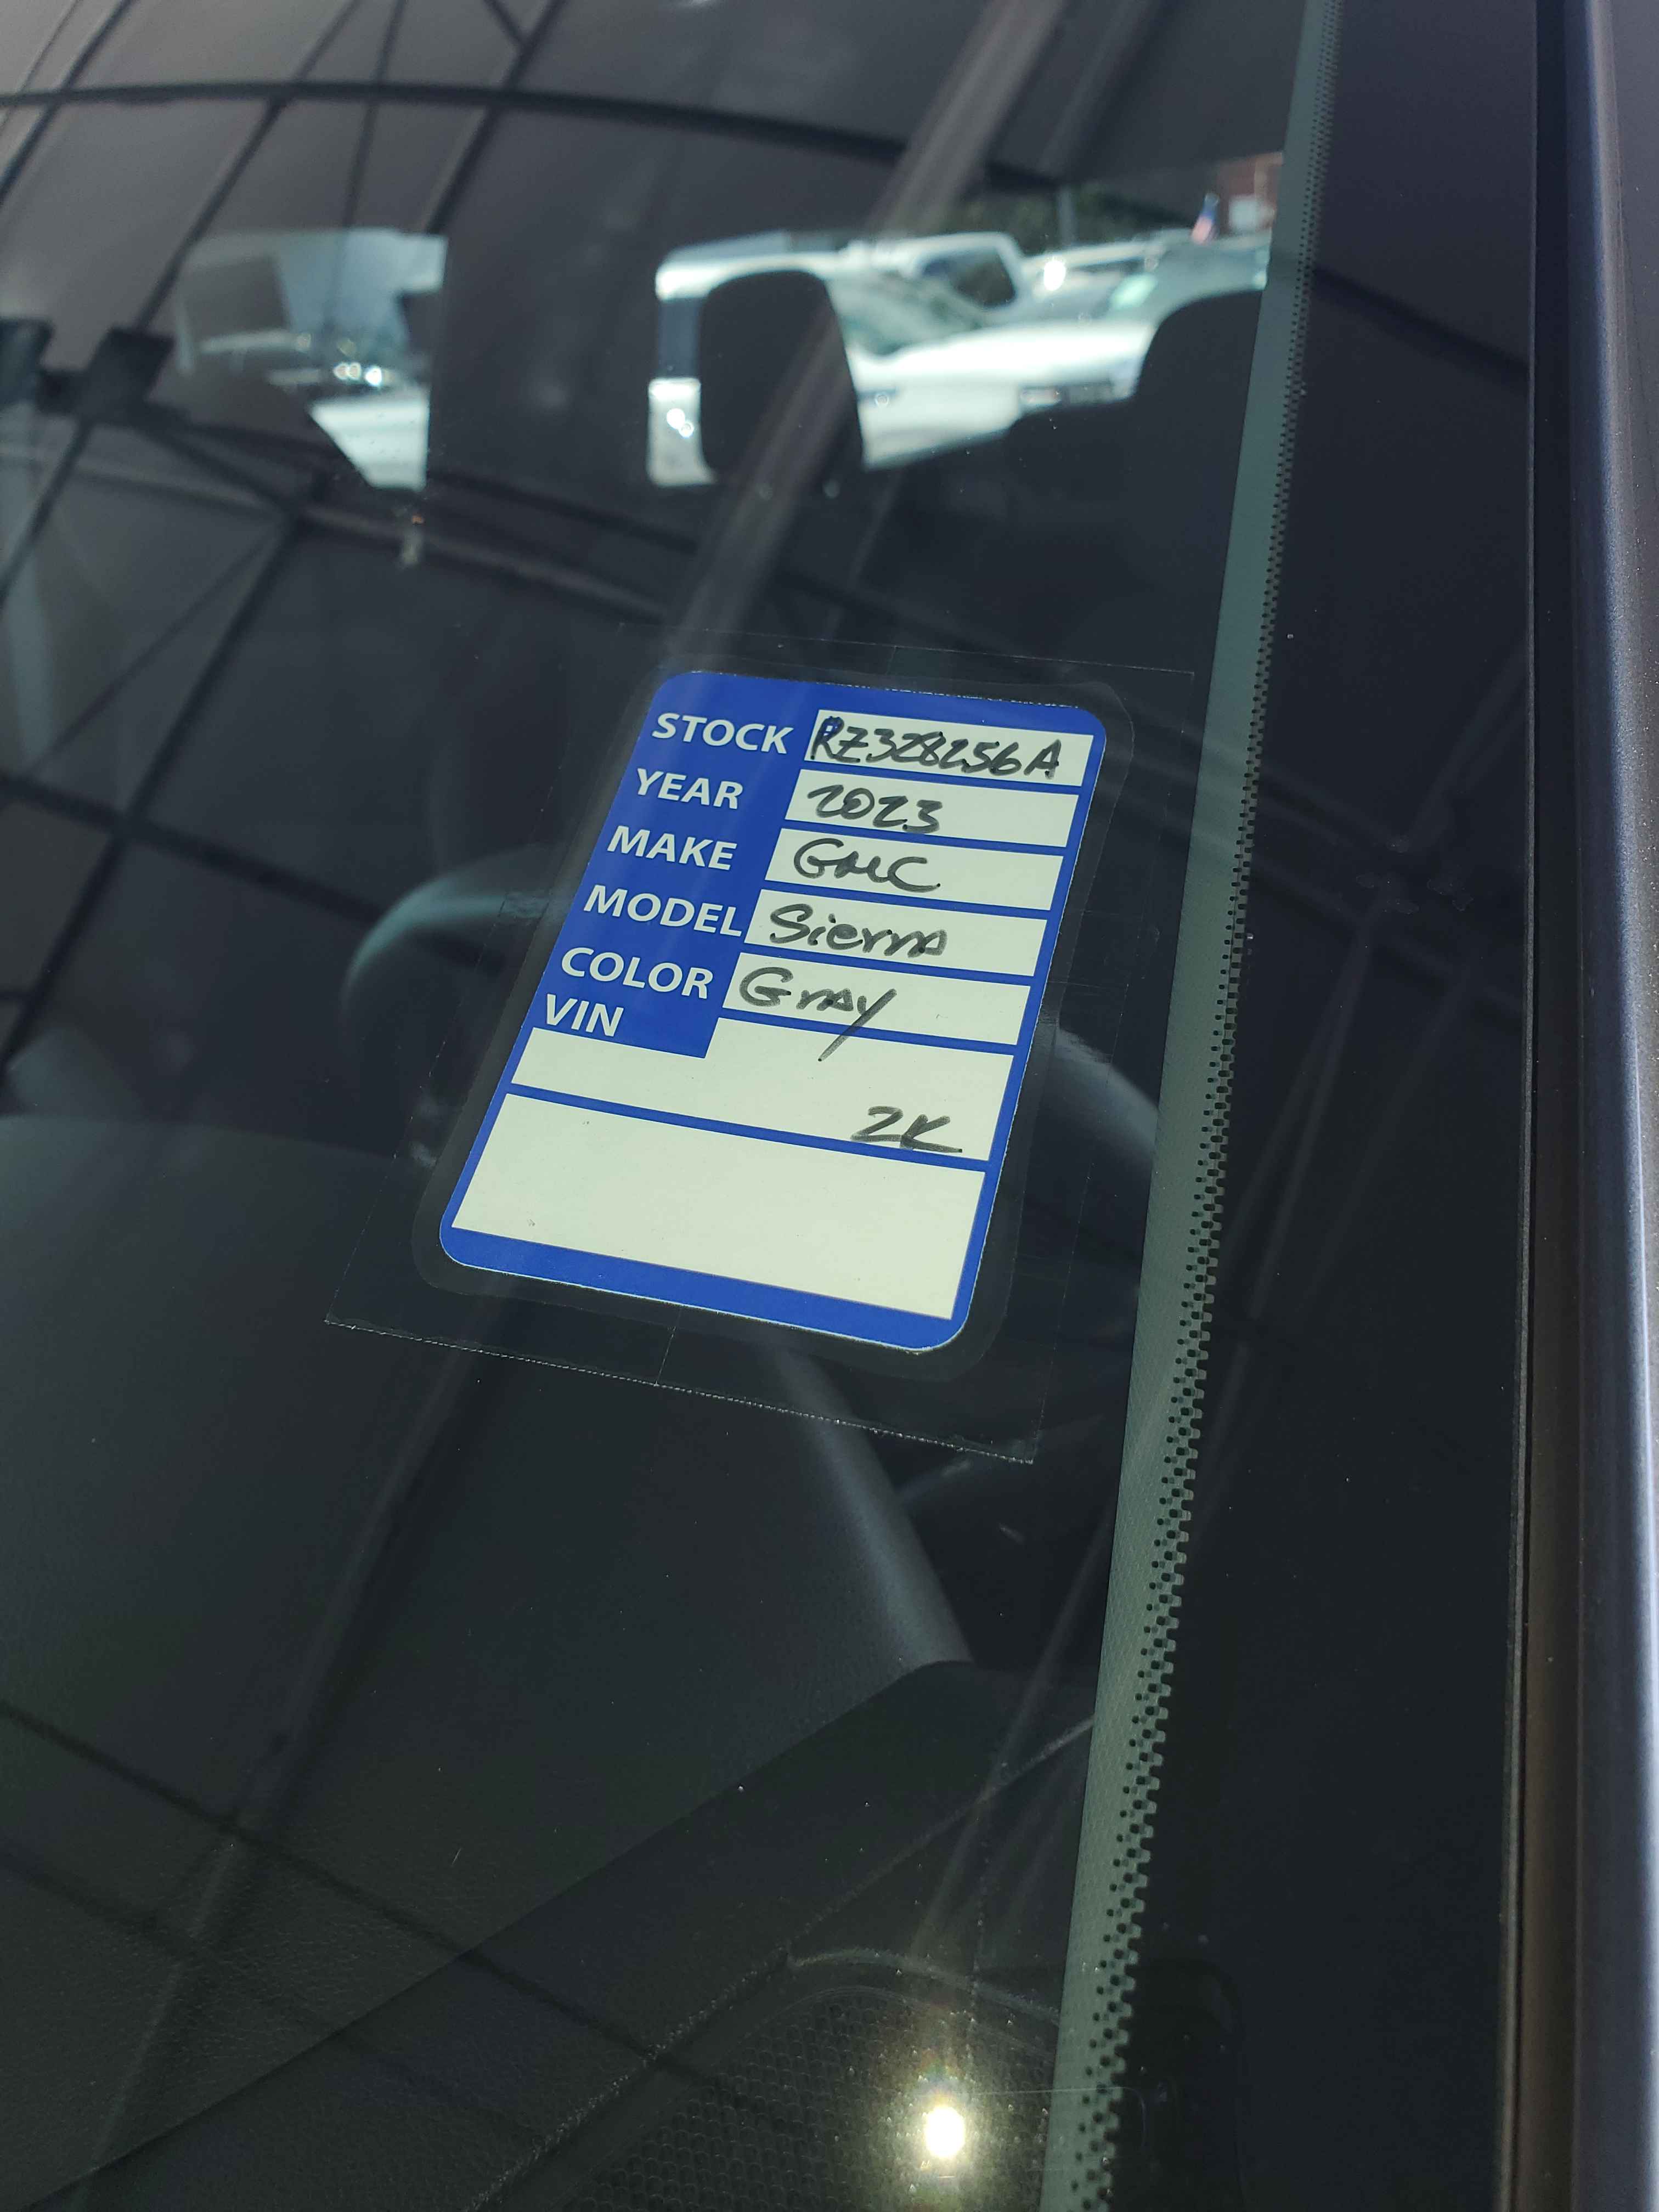 STOCK RZ328256A
YEAR 2023
MAKE GMC
MODEL Sierra
COLOR Gray
VIN
2K